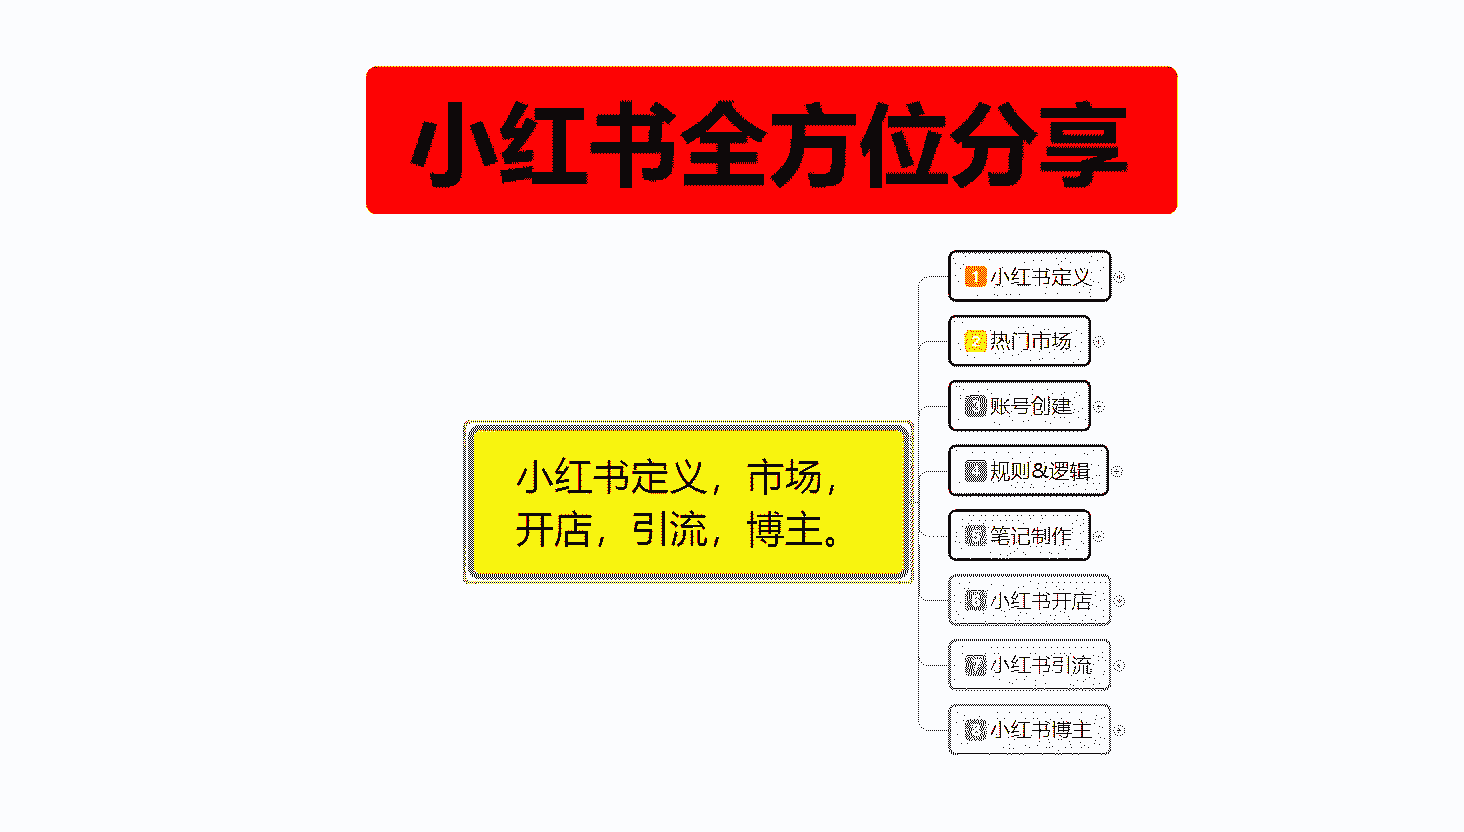 小红书全方位分享
小红书定义，市场，
开店，引流，博主。
1 小红书定义
2 热门市场
3 账号创建
4 规则&逻辑
5 笔记制作
6 小红书开店
7 小红书引流
8 小红书博主